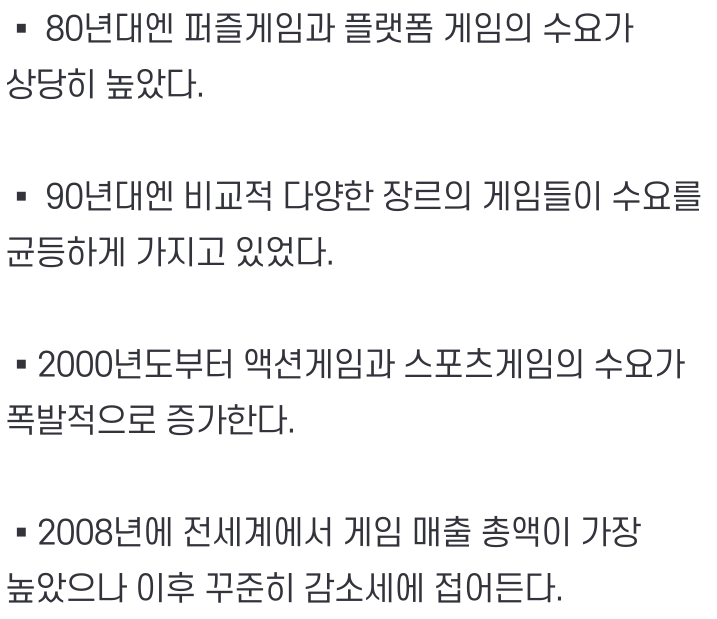 ▪ 80년대엔 퍼즐게임과 플랫폼 게임의 수요가
상당히 높았다.
▪ 90년대엔 비교적 다양한 장르의 게임들이 수요를
균등하게 가지고 있었다.
▪ 2000년도부터 액션게임과 스포츠게임의 수요가
폭발적으로 증가한다.
▪ 2008년에 전세계에서 게임 매출 총액이 가장
높았으나 이후 꾸준히 감소세에 접어든다.